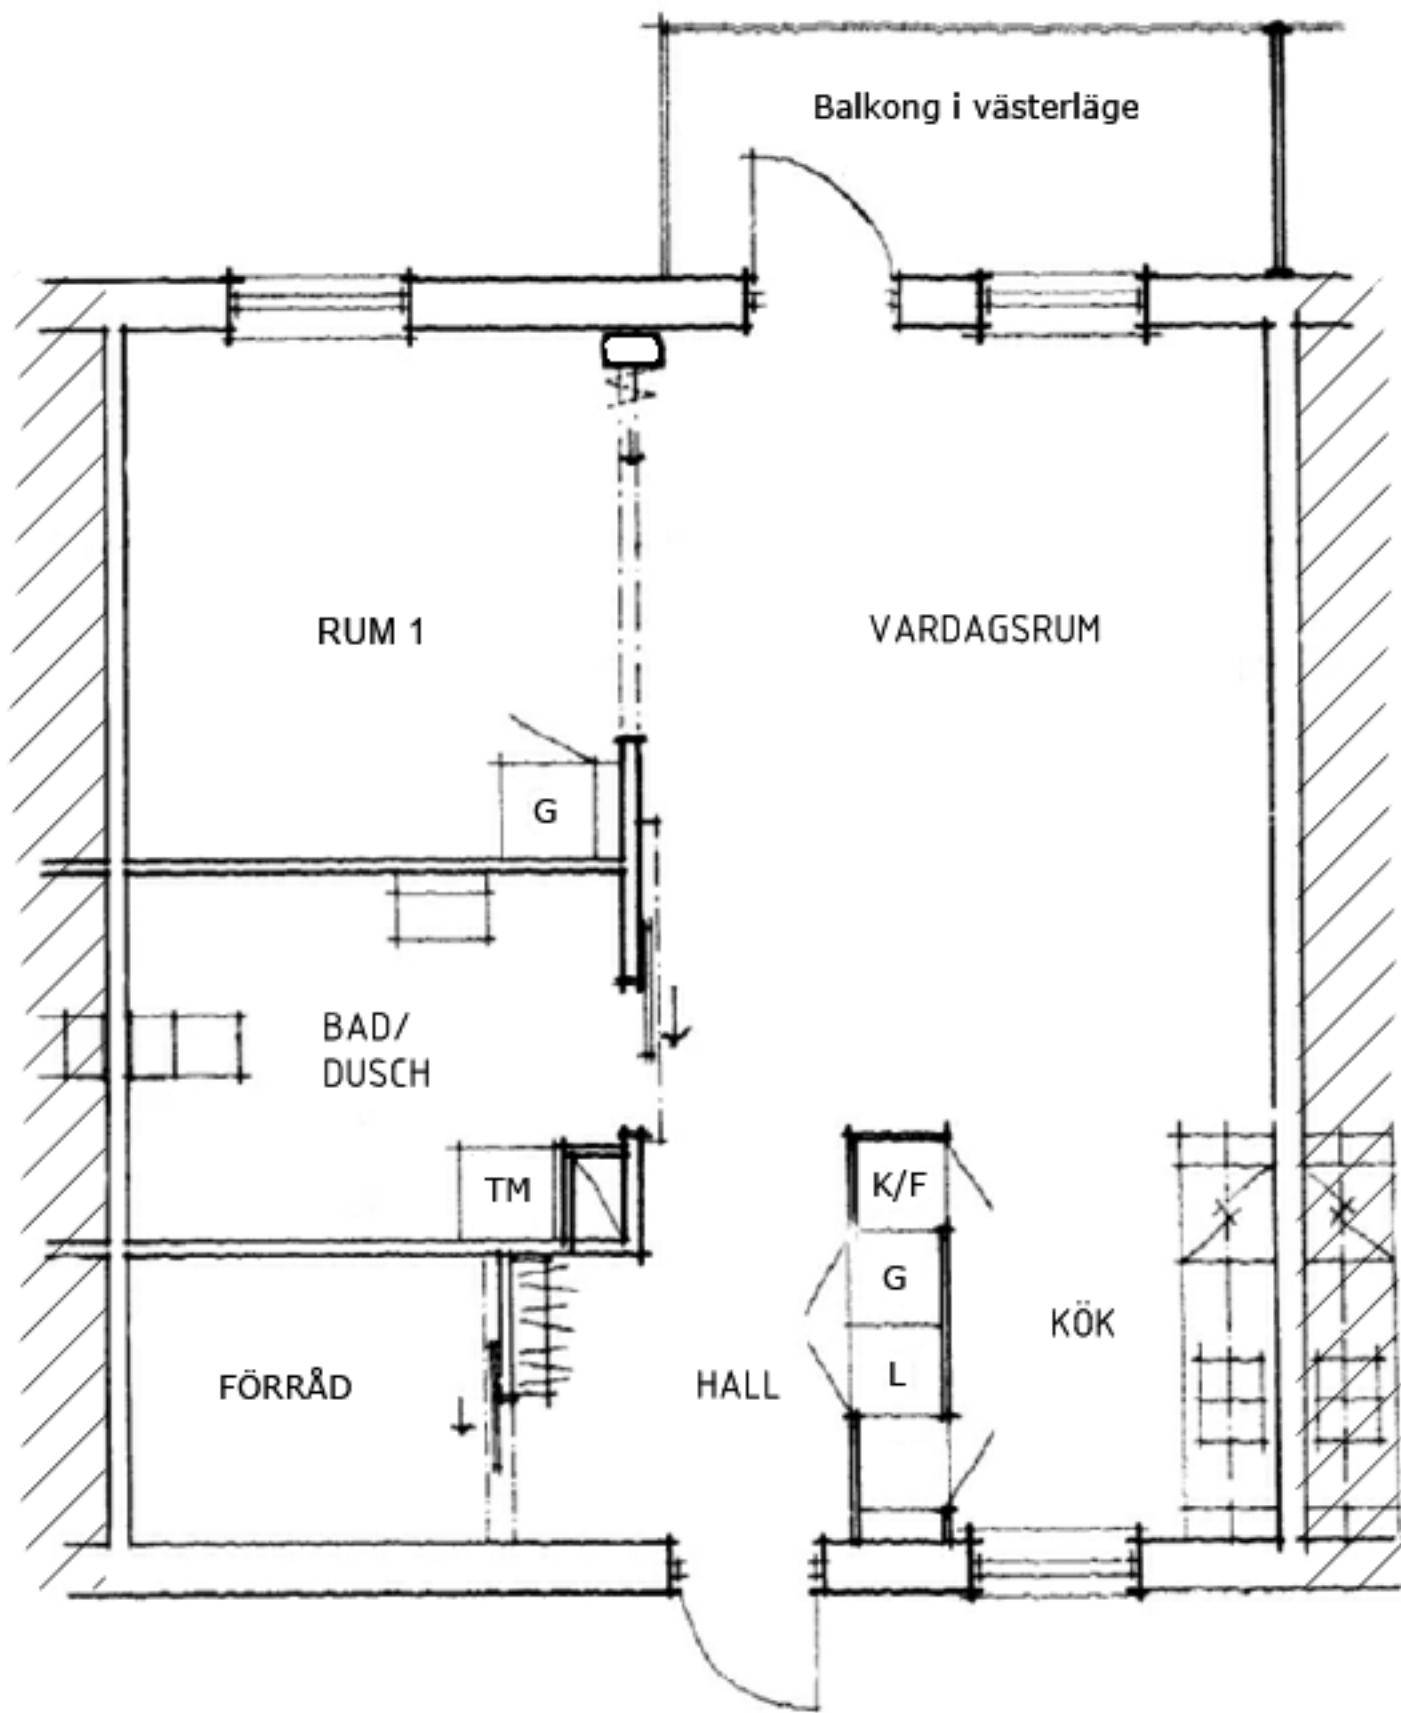 Balkong i västerläge
RUM 1
VARDAGSRUM
G
BAD/
DUSCH
TM
K/F
G
KÖK
L
HALL
FÖRRÅD